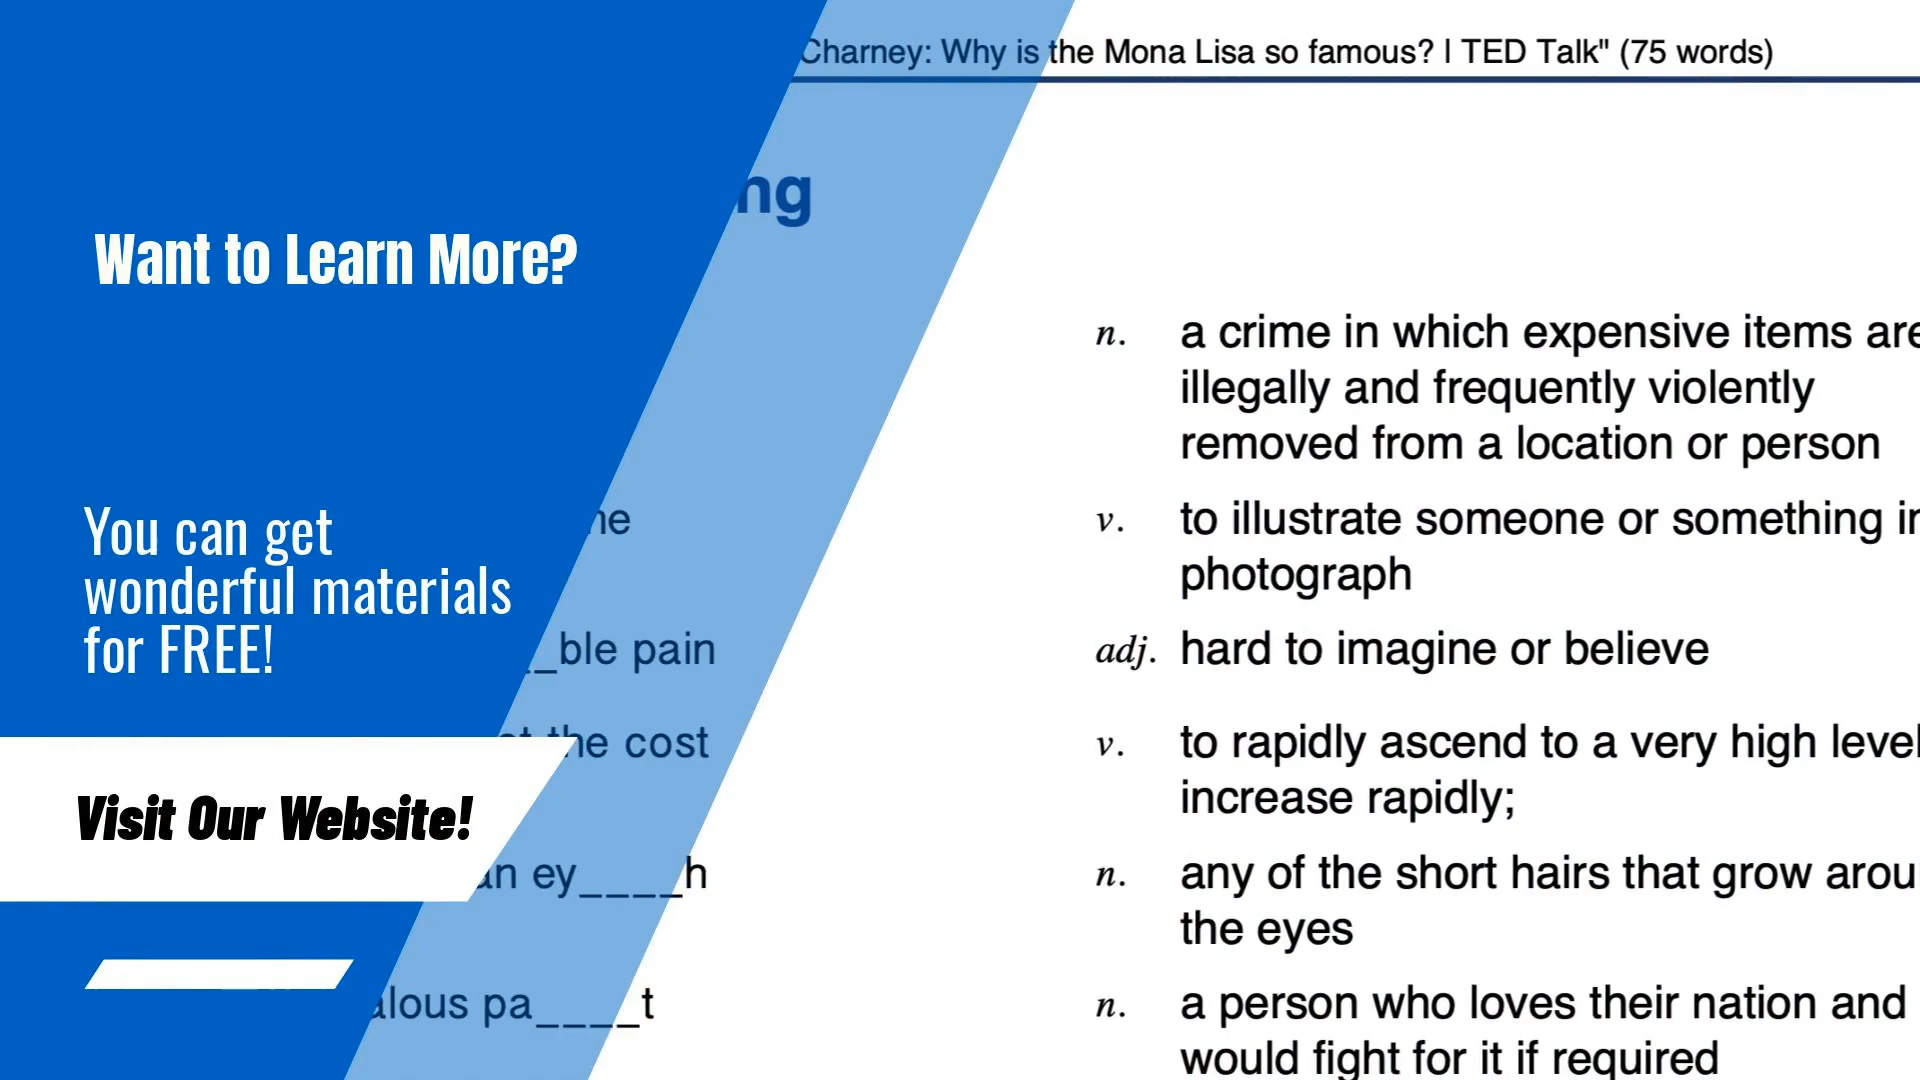 Charney: Why is the Mona Lisa so famous? | TED Talk" (75 words)
ng
Want to Learn More?
You can get
wonderful materials
for FREE!
Visit Our Website!
n. a crime in which expensive items are
illegally and frequently violently
removed from a location or person
v. to illustrate someone or something in
photograph
_ble pain
adj. hard to imagine or believe
the cost
v. to rapidly ascend to a very high level
increase rapidly;
an ey____h
n. any of the short hairs that grow arou
the eyes
alous pa____t
n. a person who loves their nation and
would fight for it if required